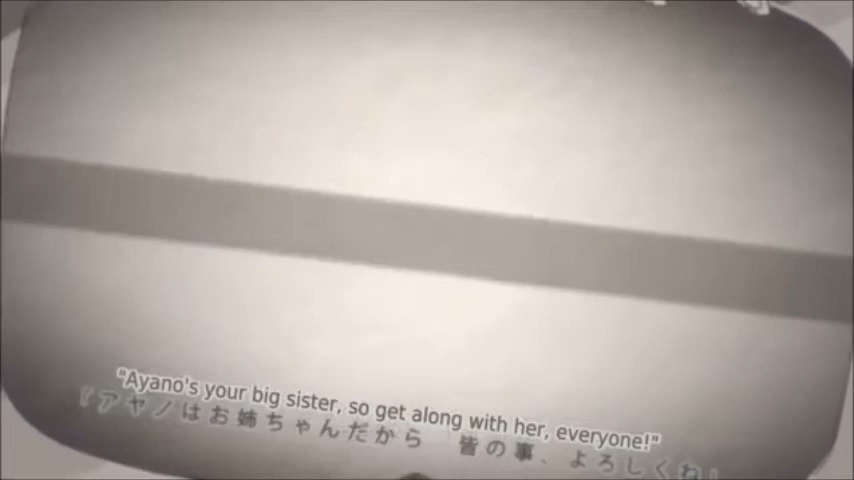 "Ayano's your big sister, so get along with her, everyone!"
「アヤノはお姉ちゃんだから 皆の事、よろしくね」